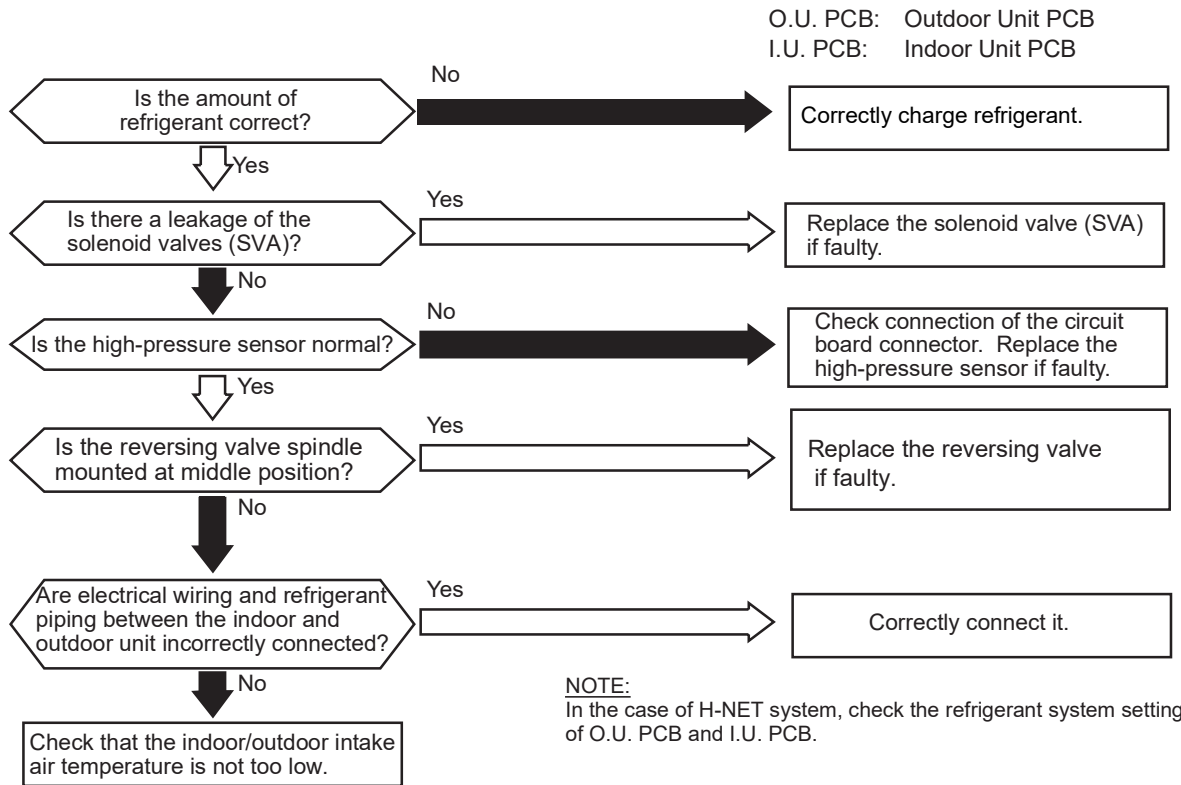 O.U. PCB: Outdoor Unit PCB
I.U. PCB: Indoor Unit PCB
Is the amount of
refrigerant correct?
No
Correctly charge refrigerant.
Yes
Is there a leakage of the
solenoid valves (SVA)?
Yes
Replace the solenoid valve (SVA)
if faulty.
No
Is the high-pressure sensor normal?
No
Check connection of the circuit
board connector. Replace the
high-pressure sensor if faulty.
Yes
Is the reversing valve spindle
mounted at middle position?
Yes
Replace the reversing valve
if faulty.
No
Are electrical wiring and refrigerant
piping between the indoor and
outdoor unit incorrectly connected?
Yes
Correctly connect it.
No
Check that the indoor/outdoor intake
air temperature is not too low.
NOTE:
In the case of H-NET system, check the refrigerant system setting
of O.U. PCB and I.U. PCB.